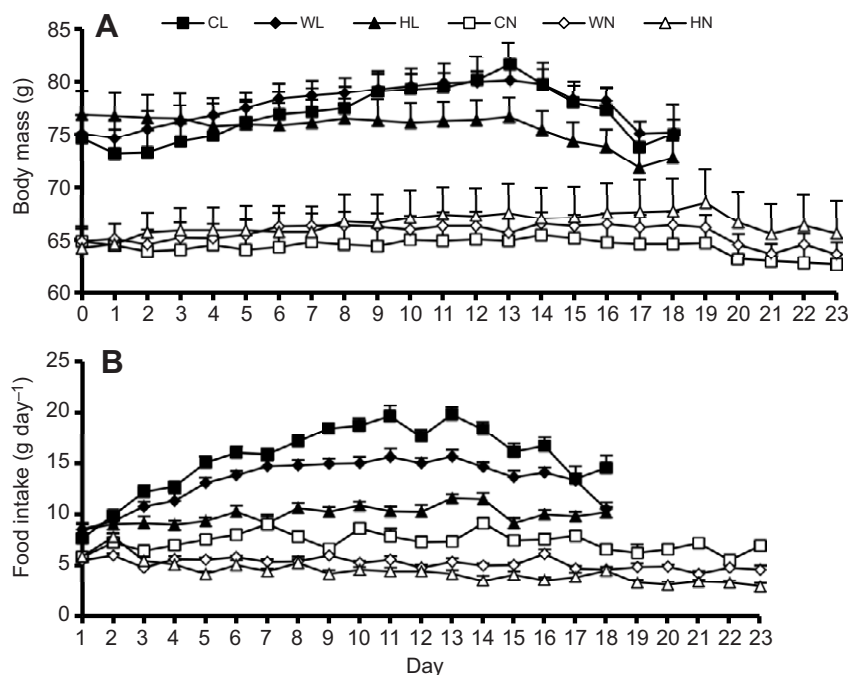 A
CL WL HL CN WN HN
85
80
75
70
65
60
Body mass (g)
0 1 2 3 4 5 6 7 8 9 10 11 12 13 14 15 16 17 18 19 20 21 22 23
B
25
20
15
10
5
0
Food intake (g day–1)
1 2 3 4 5 6 7 8 9 10 11 12 13 14 15 16 17 18 19 20 21 22 23
Day